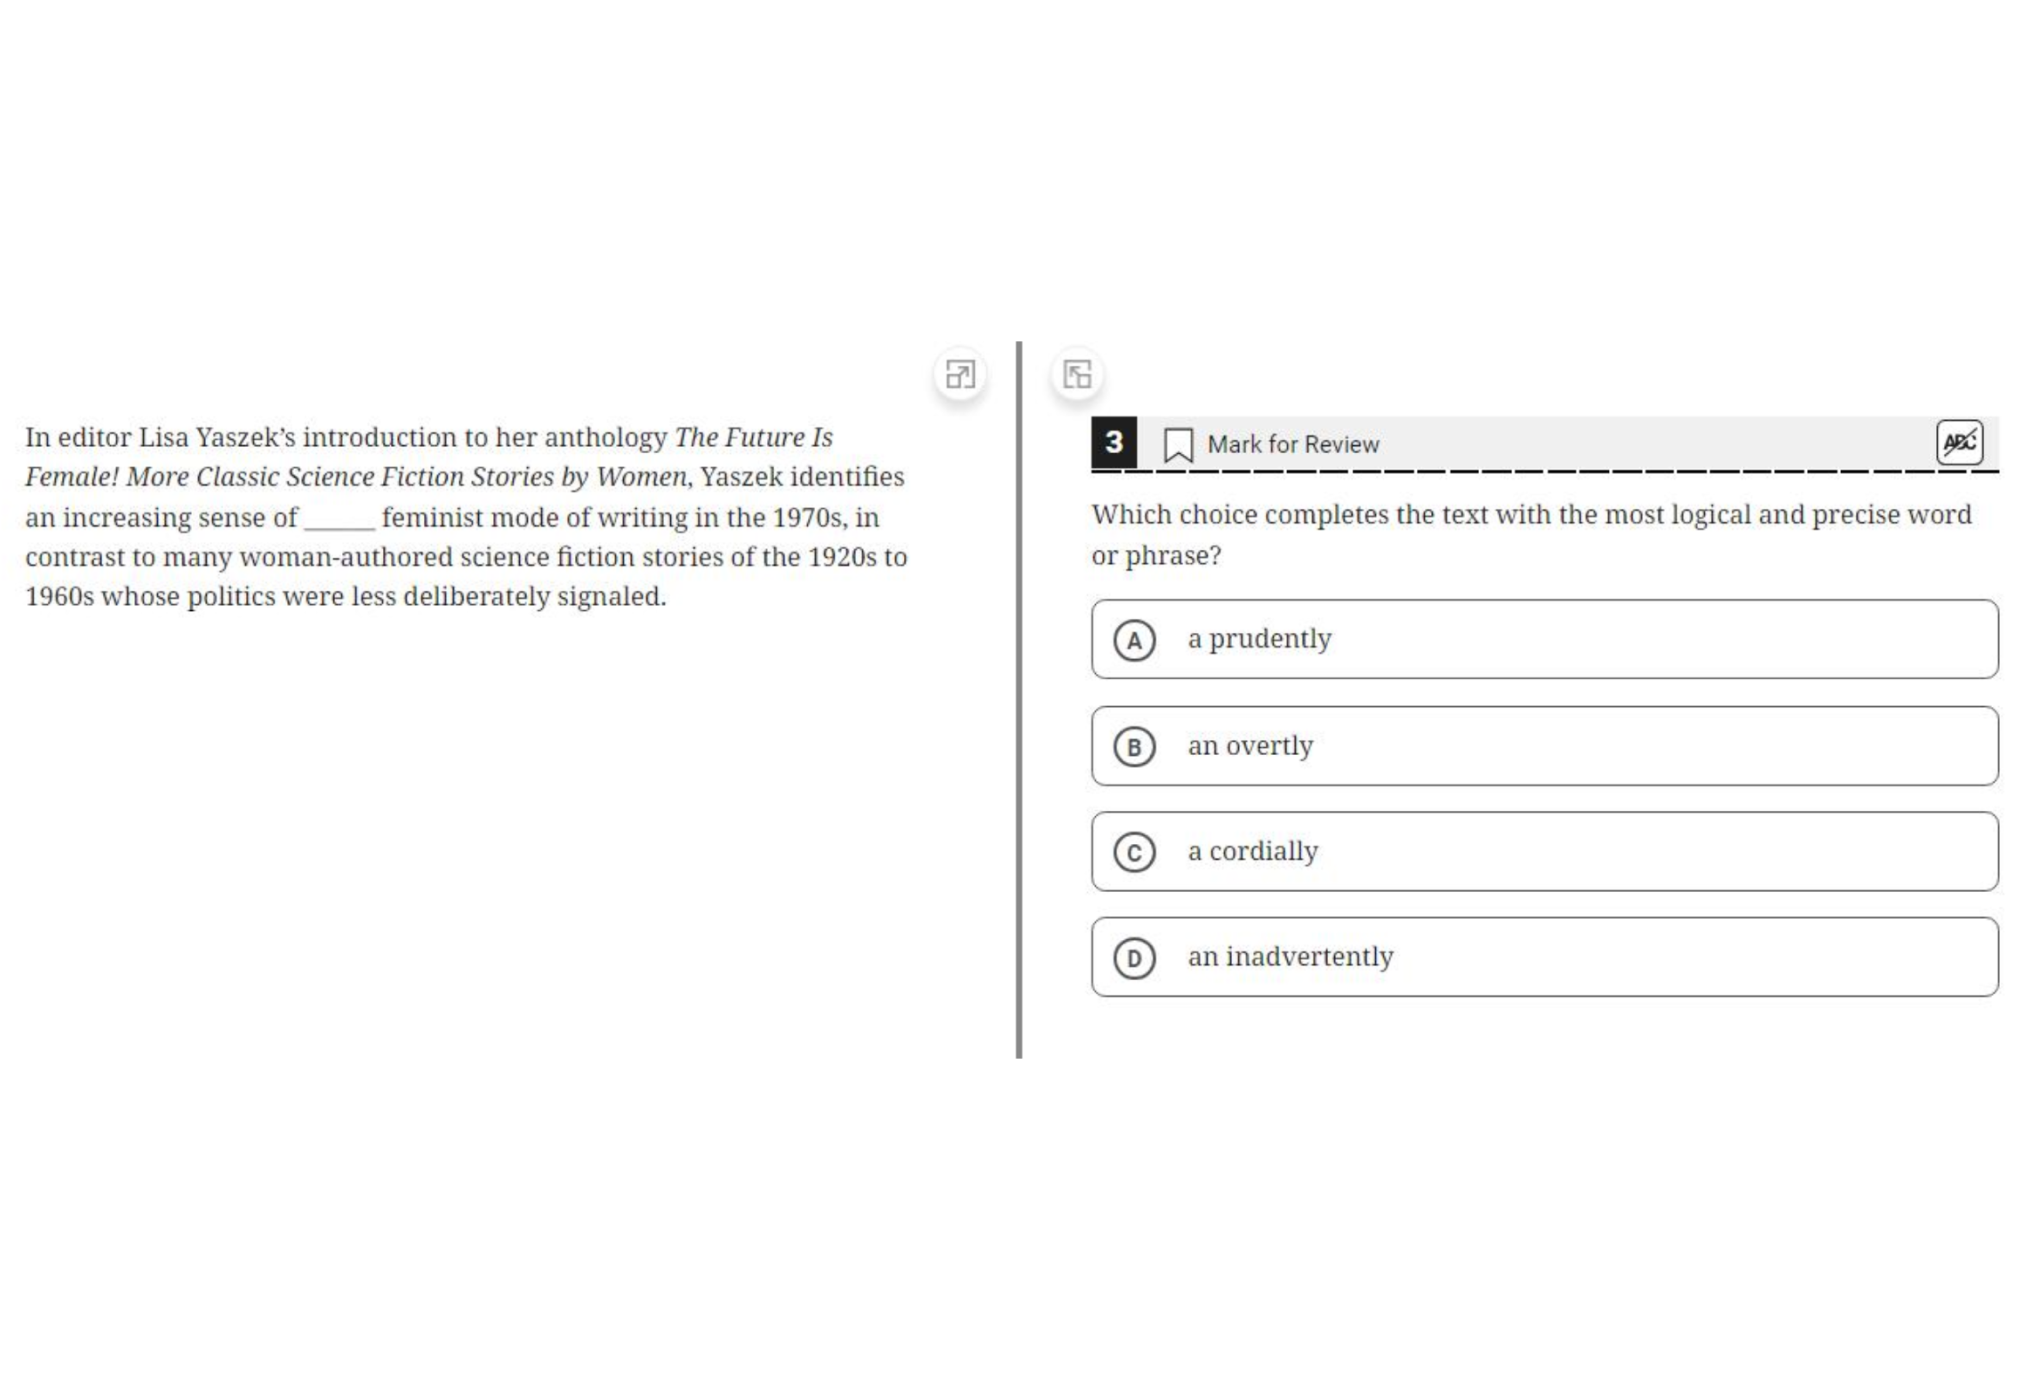 In editor Lisa Yaszek’s introduction to her anthology The Future Is
Female! More Classic Science Fiction Stories by Women, Yaszek identifies
an increasing sense of ______ feminist mode of writing in the 1970s, in
contrast to many woman-authored science fiction stories of the 1920s to
1960s whose politics were less deliberately signaled.
3 Mark for Review ABC
Which choice completes the text with the most logical and precise word
or phrase?
A a prudently
B an overtly
C a cordially
D an inadvertently